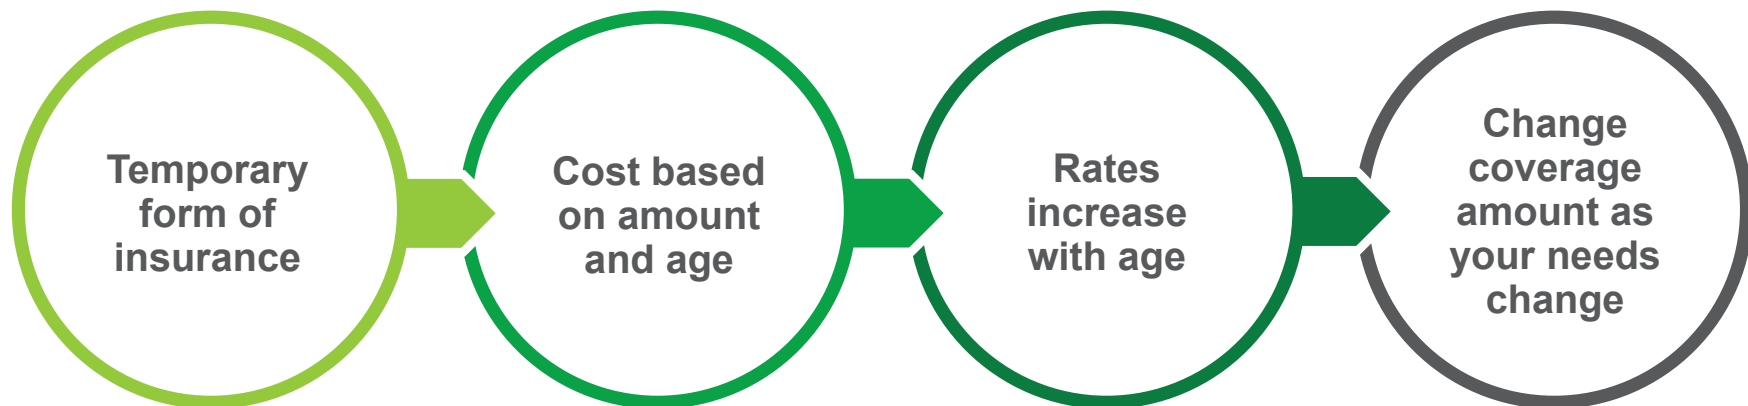 Temporary
form of
insurance
Cost based
on amount
and age
Rates
increase
with age
Change
coverage
amount as
your needs
change